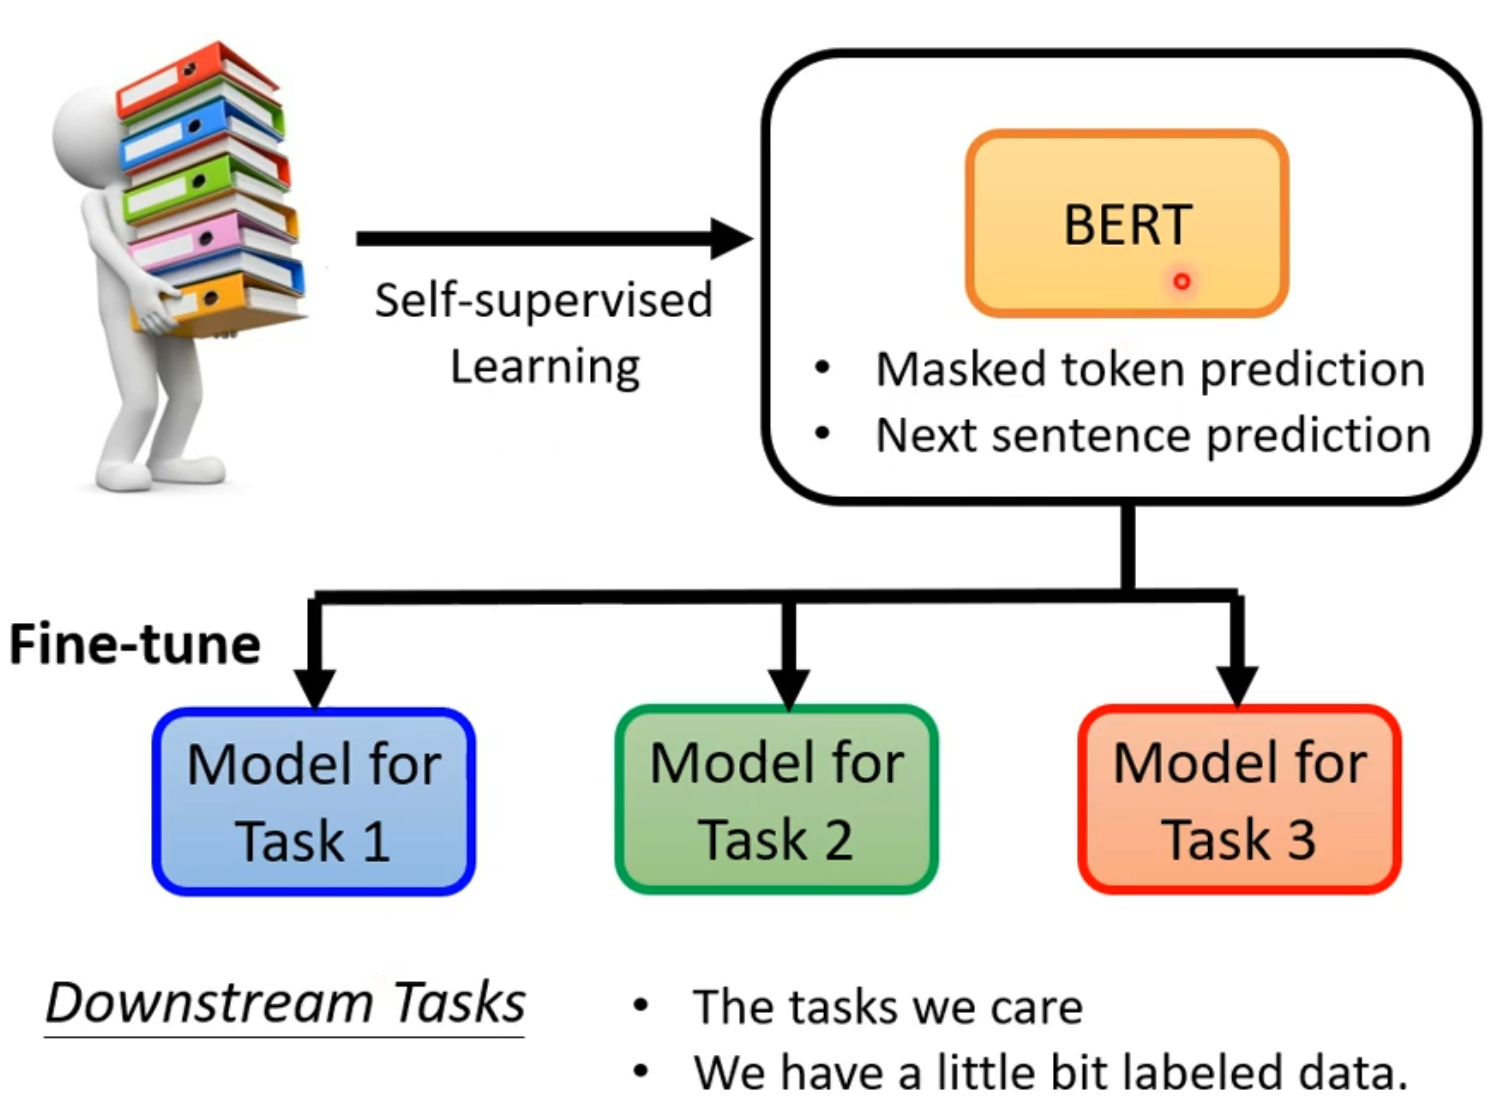 BERT
Self-supervised
Learning
• Masked token prediction
• Next sentence prediction
Fine-tune
Model for
Task 1
Model for
Task 2
Model for
Task 3
Downstream Tasks
• The tasks we care
• We have a little bit labeled data.